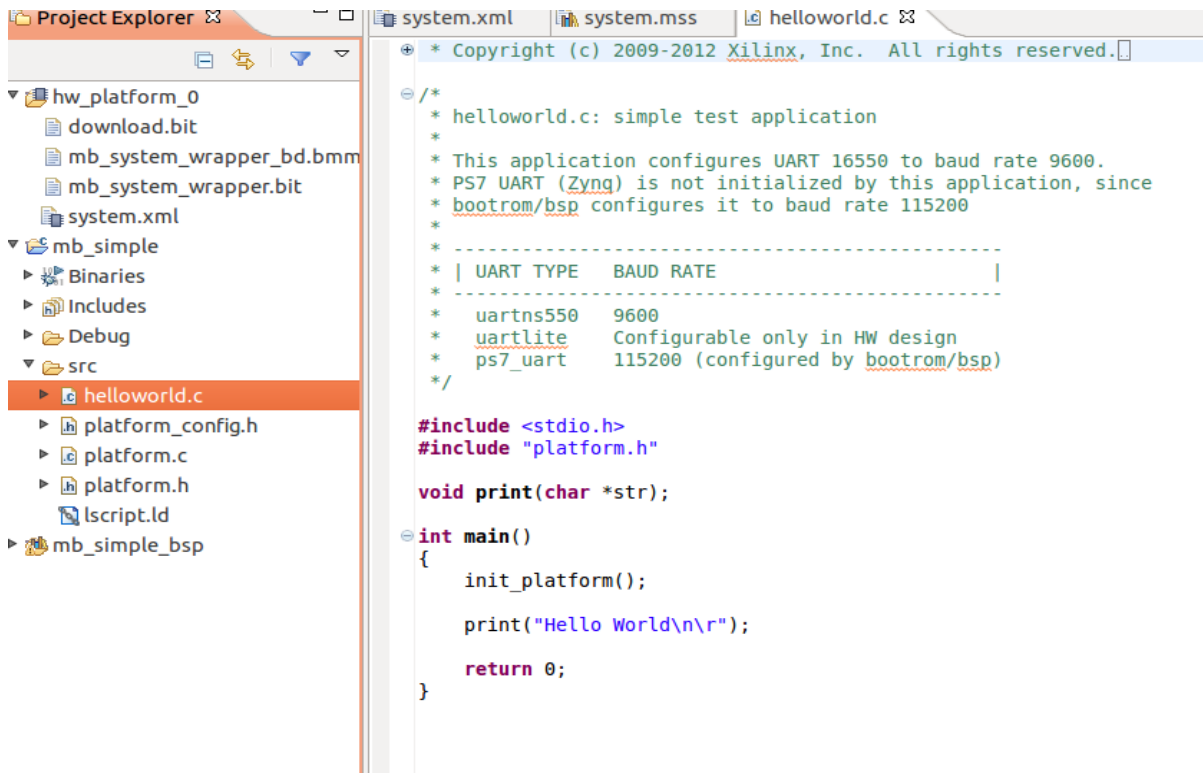 Project Explorer
hw_platform_0
download.bit
mb_system_wrapper_bd.bmm
mb_system_wrapper.bit
system.xml
mb_simple
Binaries
Includes
Debug
src
helloworld.c
platform_config.h
platform.c
platform.h
lscript.ld
mb_simple_bsp
system.xml system.mss helloworld.c
* Copyright (c) 2009-2012 Xilinx, Inc.  All rights reserved.
/*
 * helloworld.c: simple test application
 *
 * This application configures UART 16550 to baud rate 9600.
 * PS7 UART (Zynq) is not initialized by this application, since
 * bootrom/bsp configures it to baud rate 115200
 *
 * ------------------------------------------------
 * | UART TYPE   BAUD RATE                        |
 * ------------------------------------------------
 *   uartns550   9600
 *   uartlite    Configurable only in HW design
 *   ps7_uart    115200 (configured by bootrom/bsp)
 */
#include <stdio.h>
#include "platform.h"
void print(char *str);
int main()
{
    init_platform();
    print("Hello World\n\r");
    return 0;
}